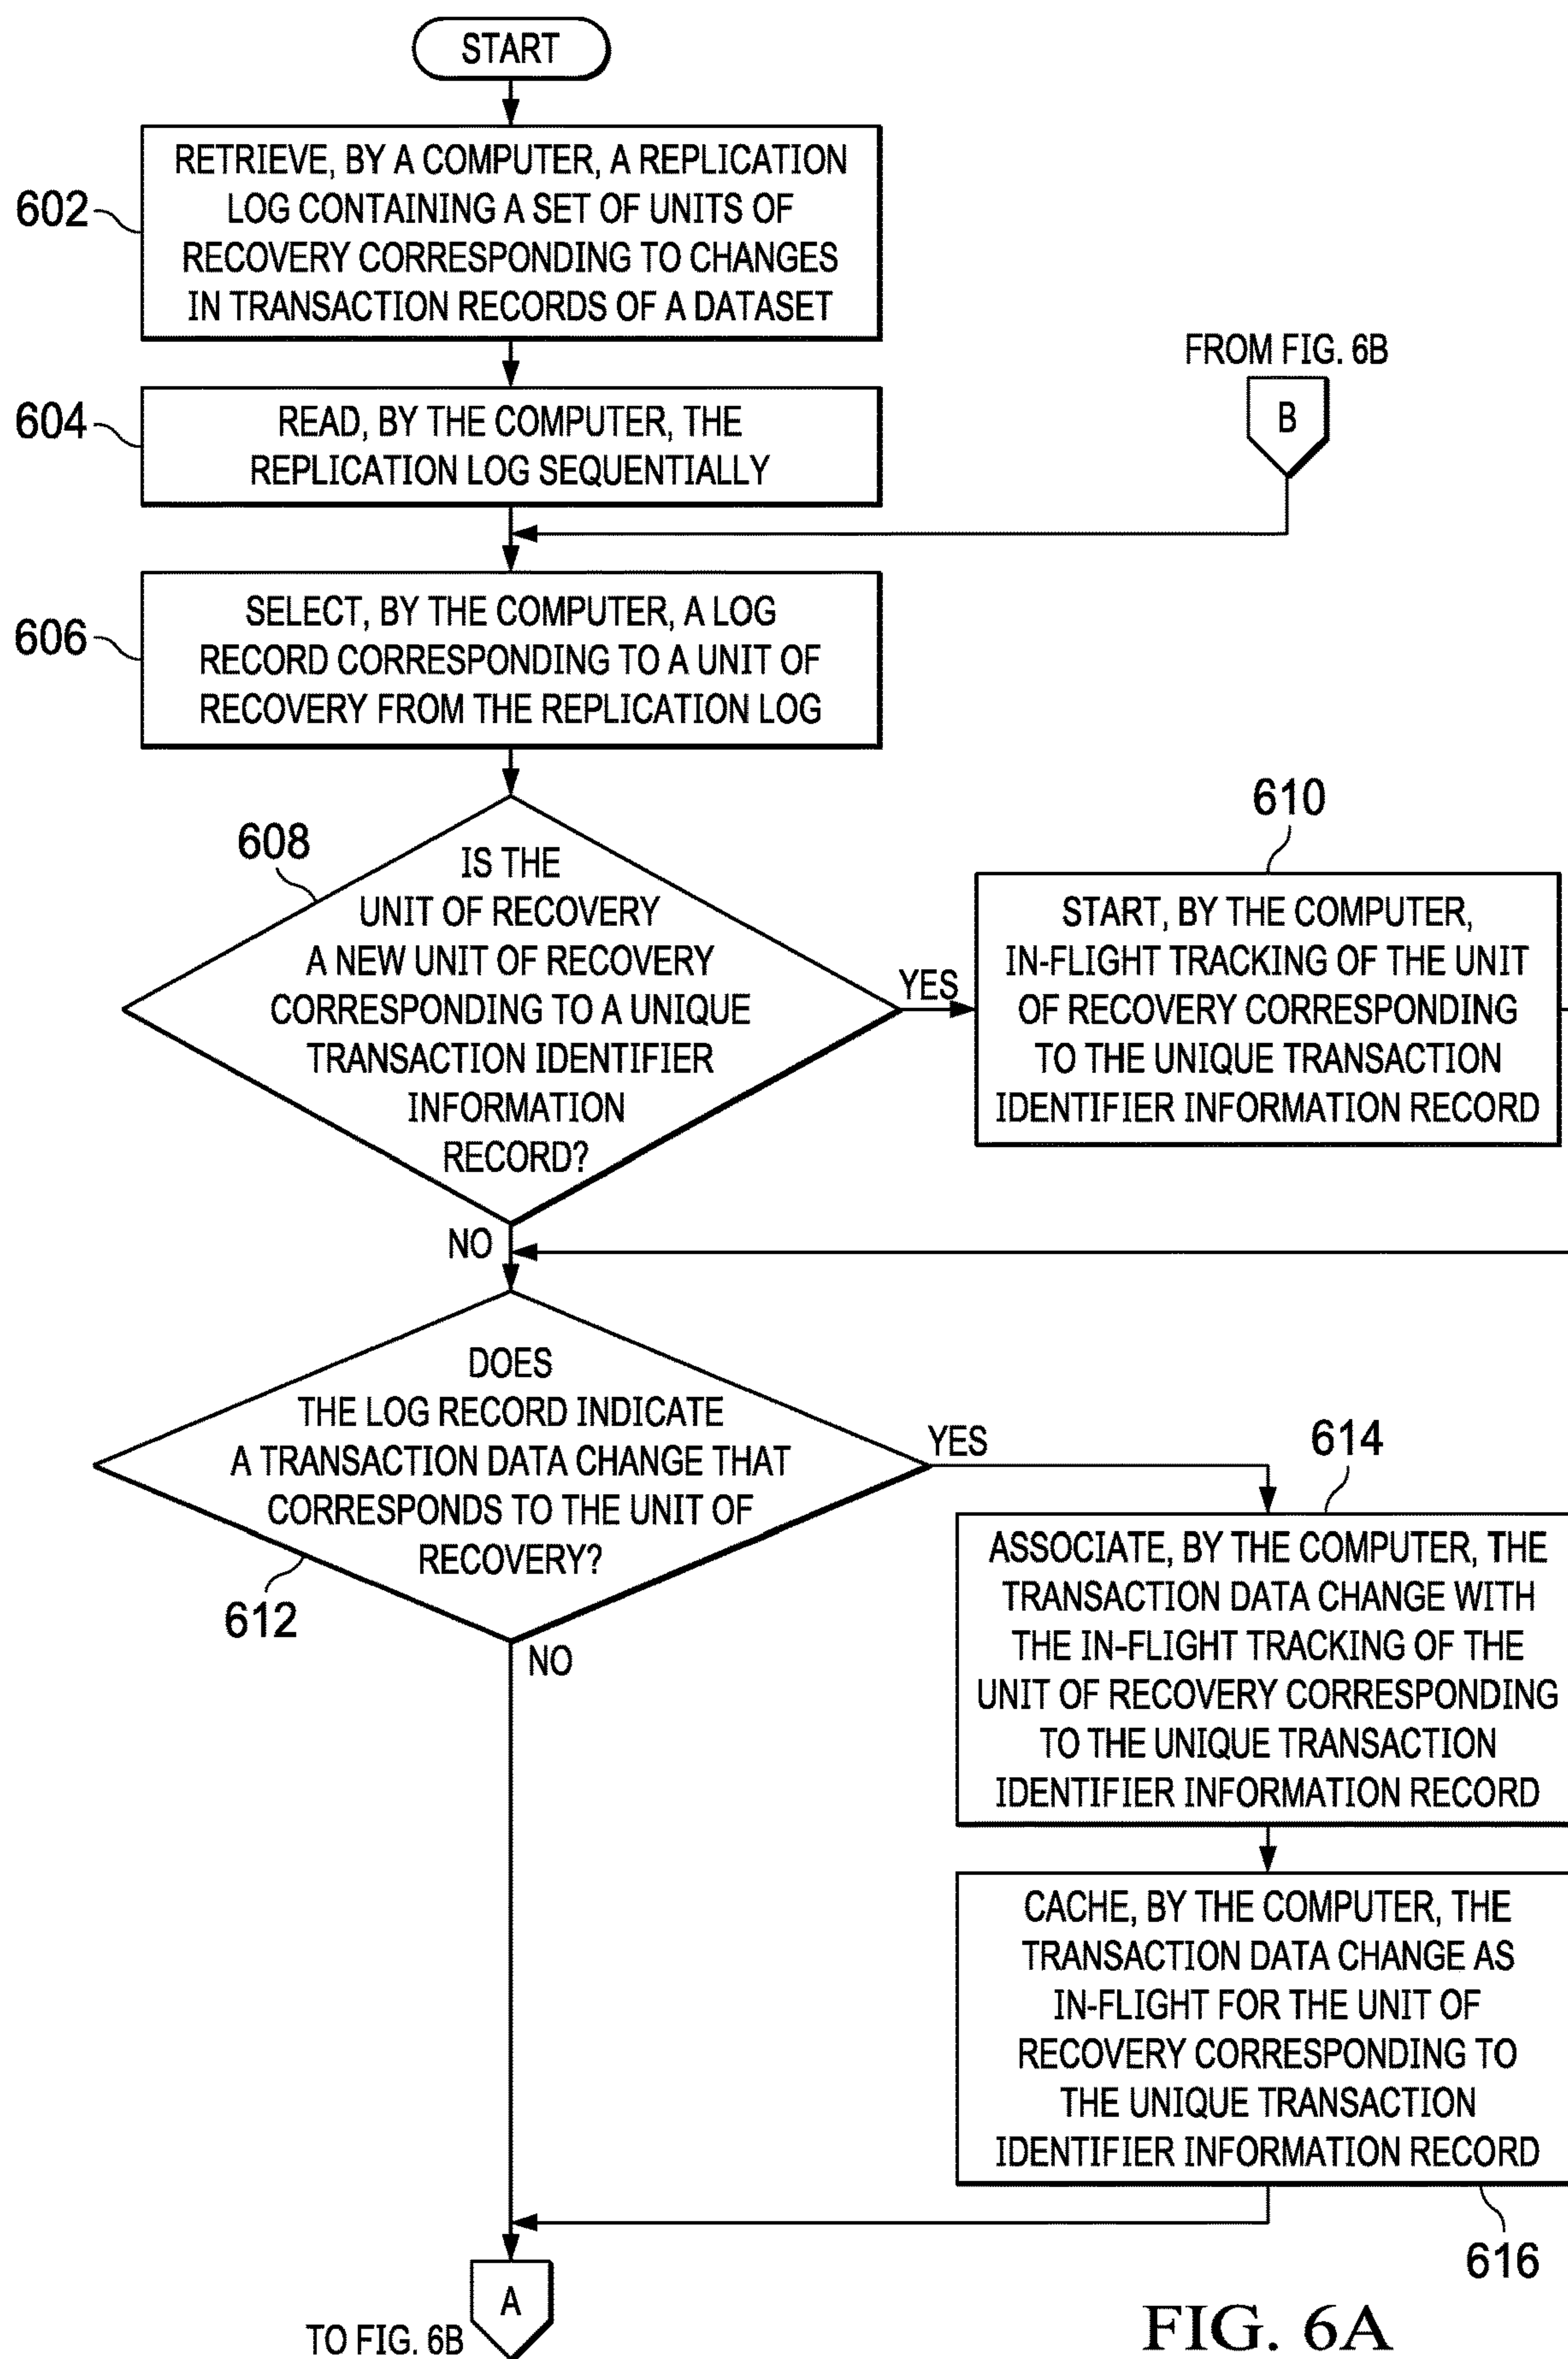 START
RETRIEVE, BY A COMPUTER, A REPLICATION
LOG CONTAINING A SET OF UNITS OF
RECOVERY CORRESPONDING TO CHANGES
IN TRANSACTION RECORDS OF A DATASET
602
READ, BY THE COMPUTER, THE
REPLICATION LOG SEQUENTIALLY
604
FROM FIG. 6B
B
SELECT, BY THE COMPUTER, A LOG
RECORD CORRESPONDING TO A UNIT OF
RECOVERY FROM THE REPLICATION LOG
606
608
IS THE
UNIT OF RECOVERY
A NEW UNIT OF RECOVERY
CORRESPONDING TO A UNIQUE
TRANSACTION IDENTIFIER
INFORMATION
RECORD?
YES
610
START, BY THE COMPUTER,
IN-FLIGHT TRACKING OF THE UNIT
OF RECOVERY CORRESPONDING
TO THE UNIQUE TRANSACTION
IDENTIFIER INFORMATION RECORD
NO
DOES
THE LOG RECORD INDICATE
A TRANSACTION DATA CHANGE THAT
CORRESPONDS TO THE UNIT OF
RECOVERY?
612
YES
614
ASSOCIATE, BY THE COMPUTER, THE
TRANSACTION DATA CHANGE WITH
THE IN-FLIGHT TRACKING OF THE
UNIT OF RECOVERY CORRESPONDING
TO THE UNIQUE TRANSACTION
IDENTIFIER INFORMATION RECORD
NO
CACHE, BY THE COMPUTER, THE
TRANSACTION DATA CHANGE AS
IN-FLIGHT FOR THE UNIT OF
RECOVERY CORRESPONDING TO
THE UNIQUE TRANSACTION
IDENTIFIER INFORMATION RECORD
616
A
TO FIG. 6B
FIG. 6A